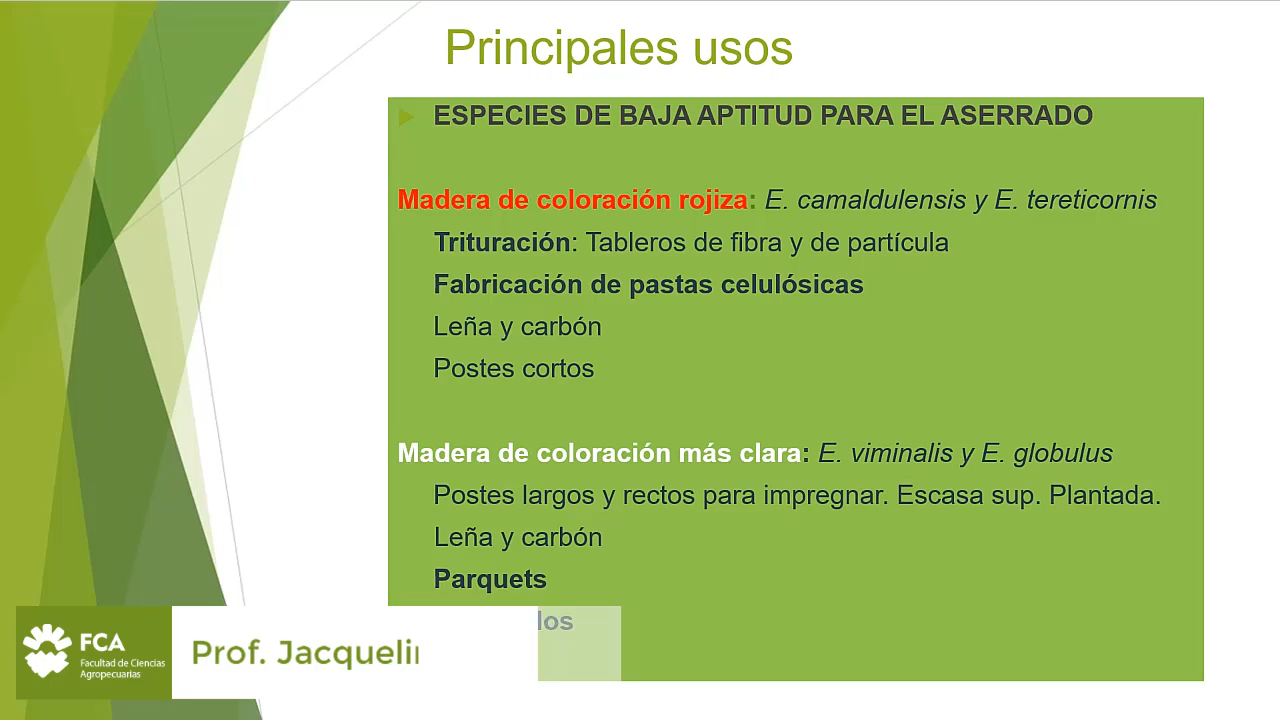 Principales usos
ESPECIES DE BAJA APTITUD PARA EL ASERRADO
Madera de coloración rojiza: E. camaldulensis y E. tereticornis
Trituración: Tableros de fibra y de partícula
Fabricación de pastas celulósicas
Leña y carbón
Postes cortos
Madera de coloración más clara: E. viminalis y E. globulus
Postes largos y rectos para impregnar. Escasa sup. Plantada.
Leña y carbón
Parquets
FCA
Facultad de Ciencias
Agropecuarias
Prof.